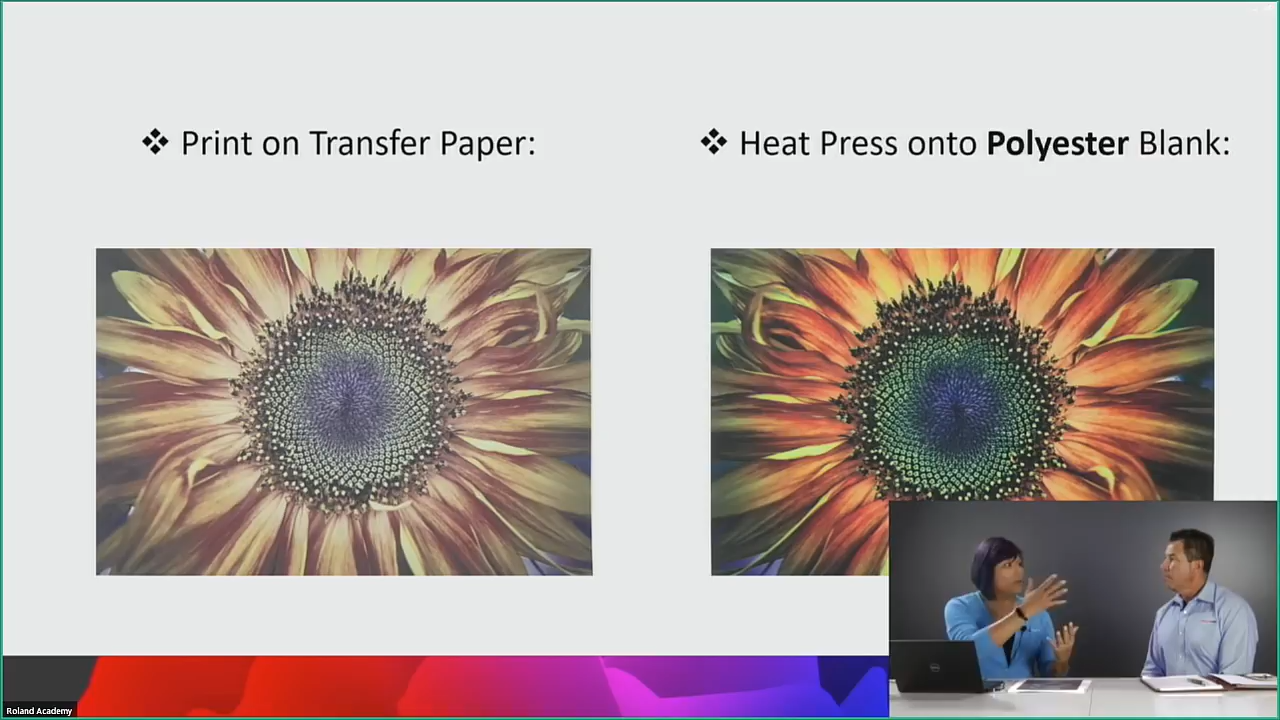 ❖ Print on Transfer Paper:
❖ Heat Press onto Polyester Blank:
Roland Academy